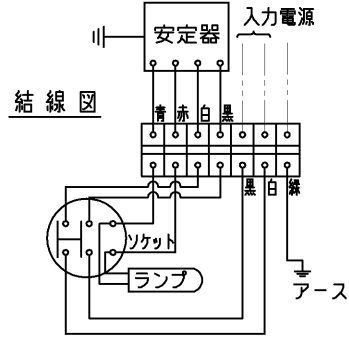 入力電源
安定器
結線図
青 赤 白 黒
黒 白 緑
ソケット
ランプ
アース